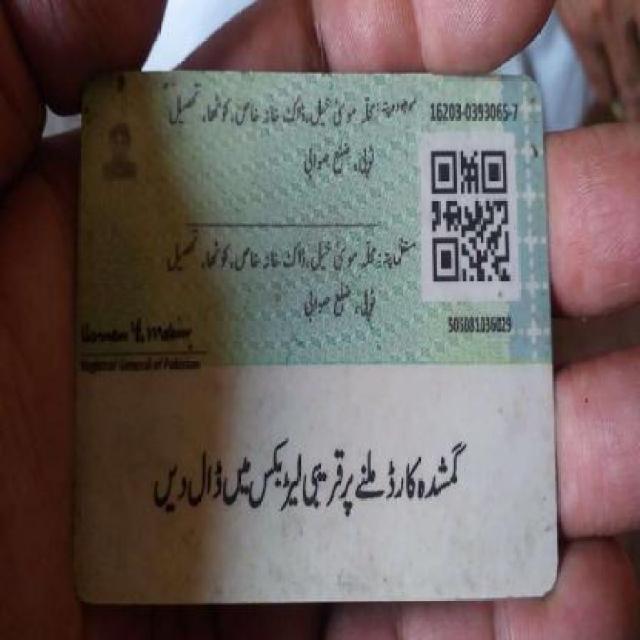 موجودہ پتہ: محلہ موسیٰ خیل، ڈاک خانہ خاص، کوٹھا، تحصیل
ٹوپی، ضلع صوابی
16203-0393065-7
مستقل پتہ: محلہ موسیٰ خیل، ڈاک خانہ خاص، کوٹھا، تحصیل
ٹوپی، ضلع صوابی
505081036029
Registrar General of Pakistan
گمشدہ کارڈ ملنے پر قریبی لیٹر بکس میں ڈال دیں